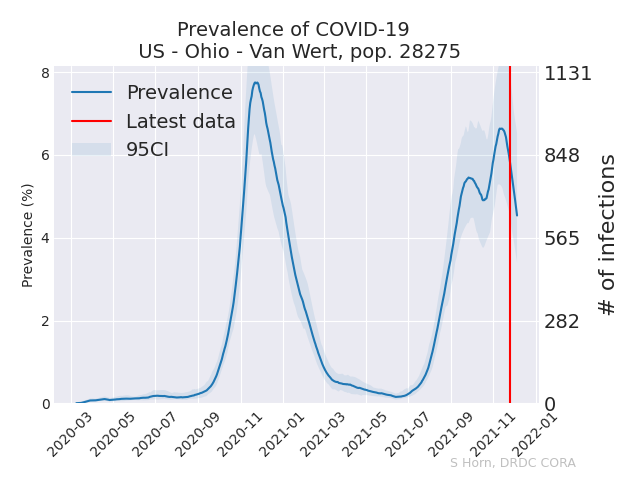 Prevalence of COVID-19
US - Ohio - Van Wert, pop. 28275
Prevalence
Latest data
95CI
Prevalence (%)
8
6
4
2
0
1131
848
565
282
0
# of infections
2020-03
2020-05
2020-07
2020-09
2020-11
2021-01
2021-03
2021-05
2021-07
2021-09
2021-11
2022-01
S Horn, DRDC CORA